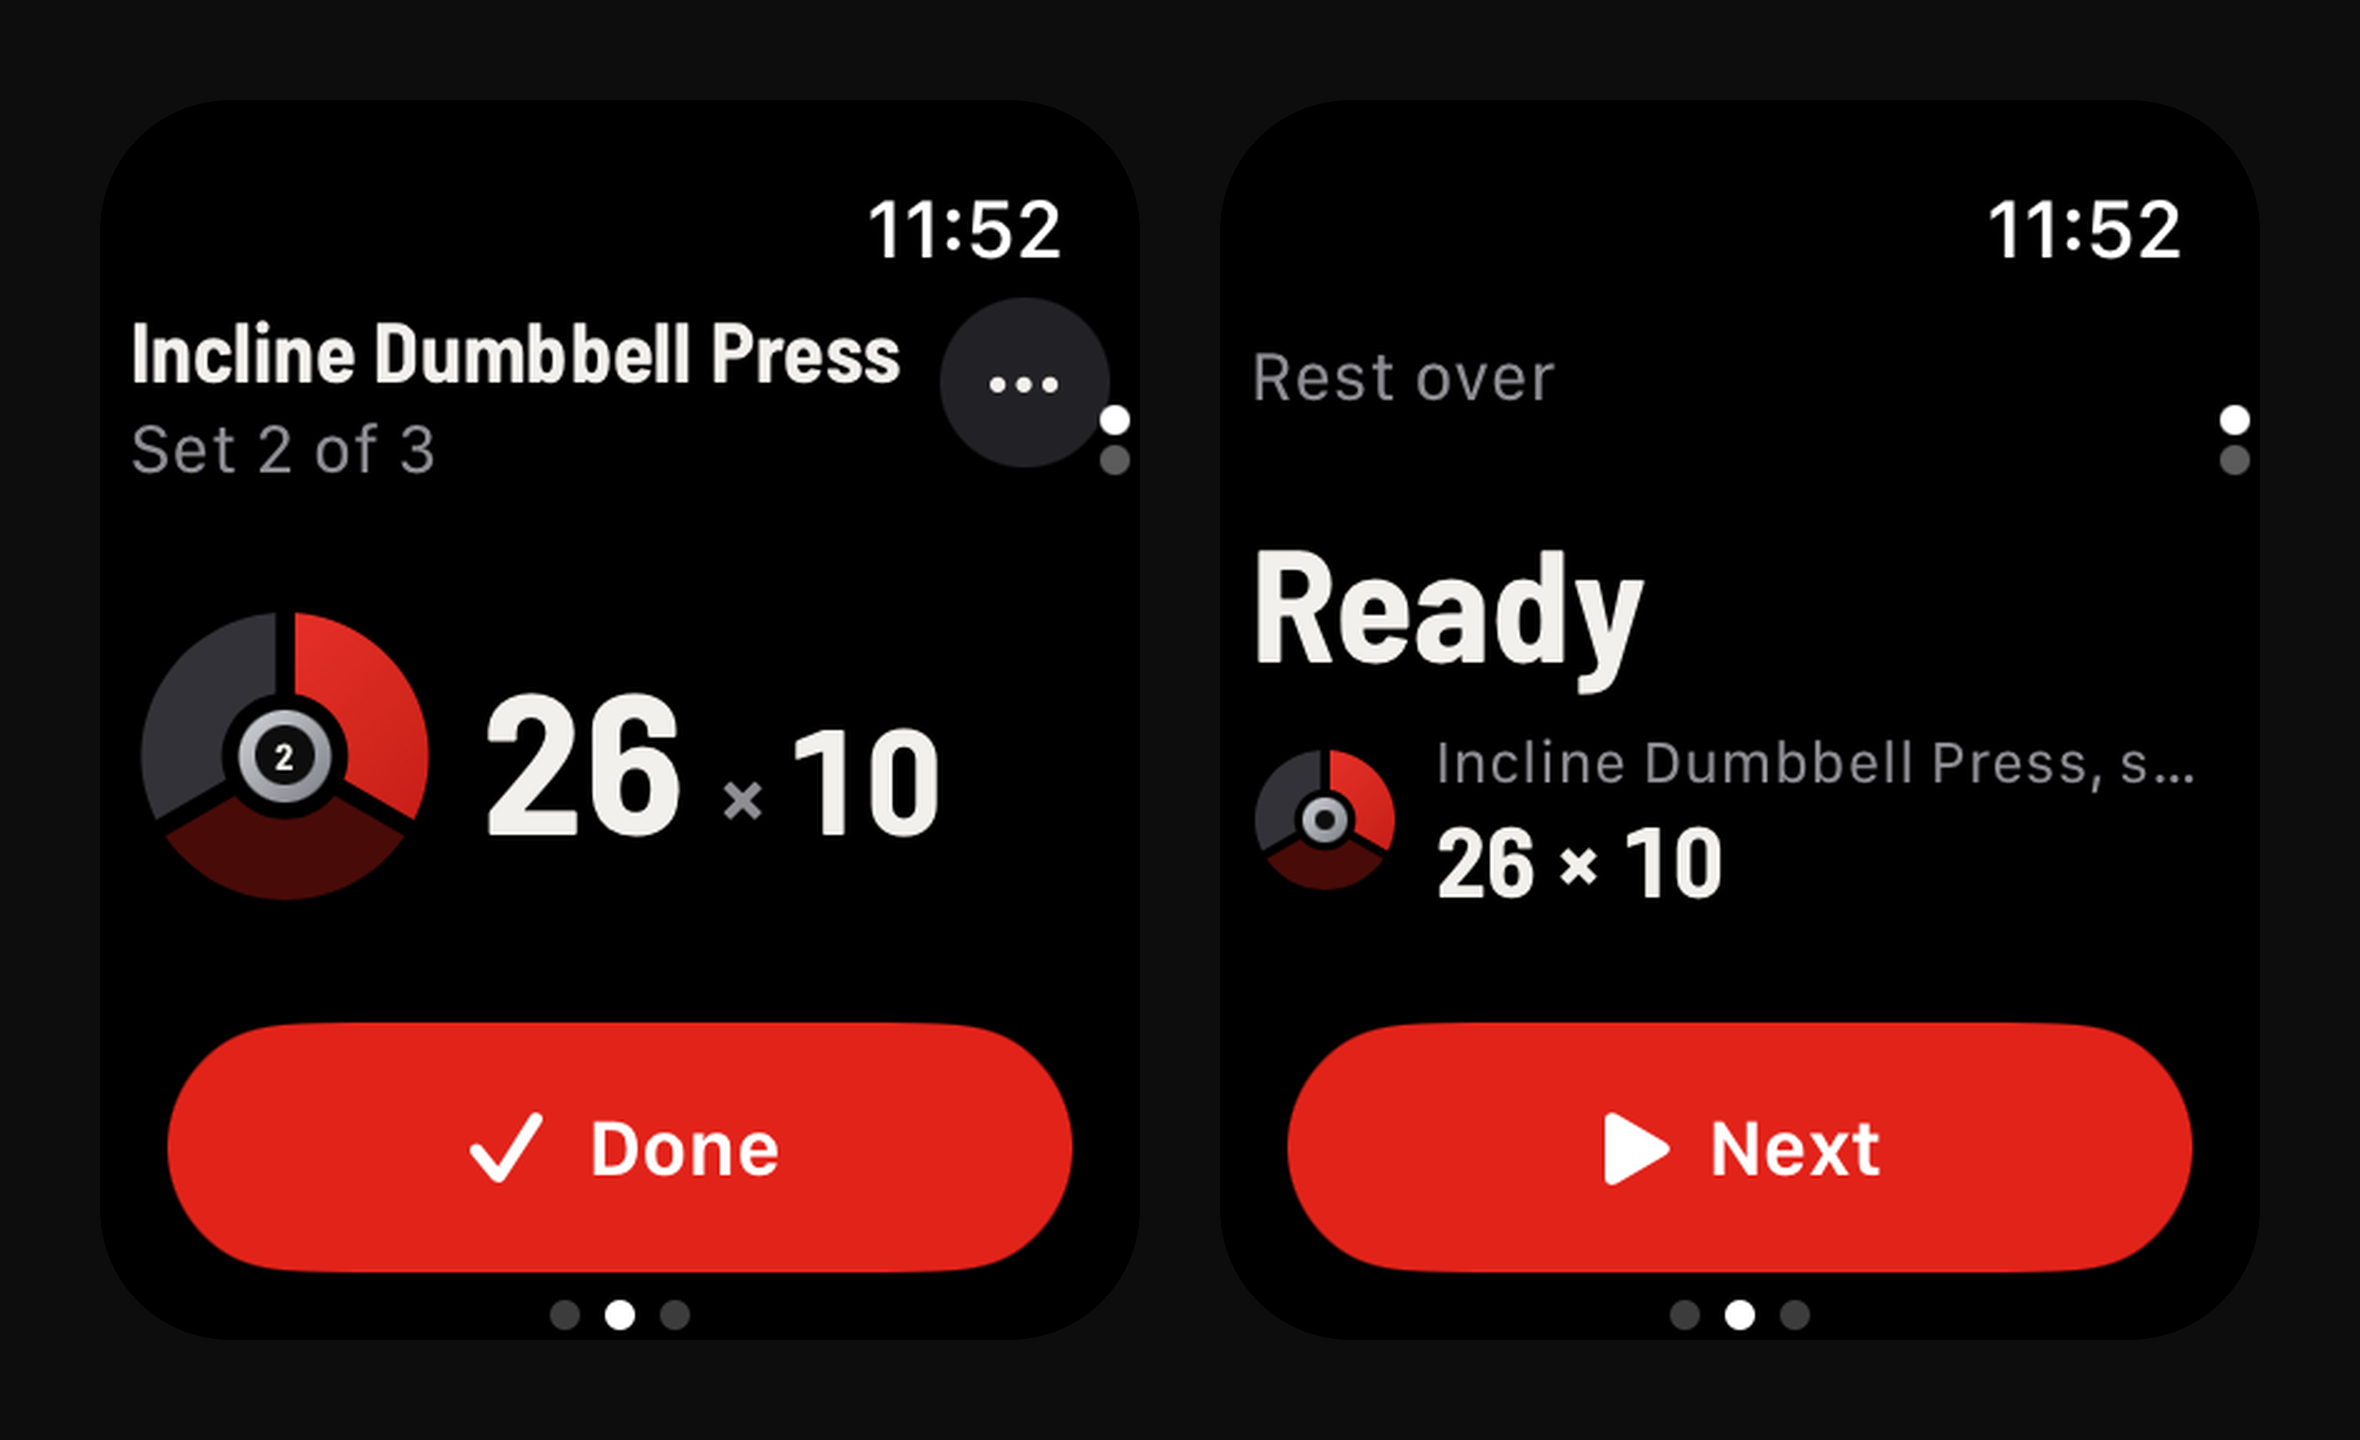 11:52
Incline Dumbbell Press
Set 2 of 3
2
26 × 10
Done
11:52
Rest over
Ready
Incline Dumbbell Press, s...
26 × 10
Next